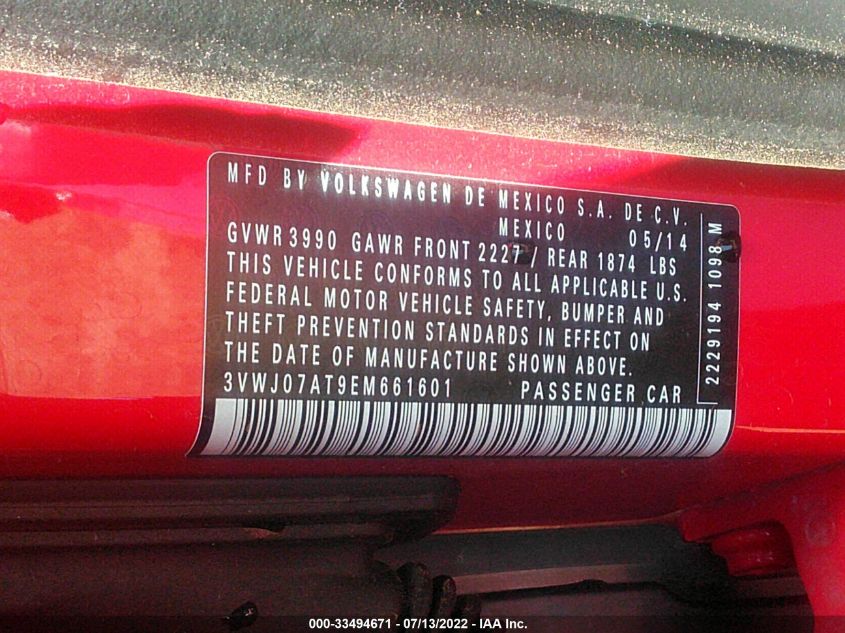 MFD BY VOLKSWAGEN DE MEXICO S.A. DE C.V.
MEXICO 05/14
GVWR 3990 GAWR FRONT 2227 / REAR 1874 LBS
THIS VEHICLE CONFORMS TO ALL APPLICABLE U.S.
FEDERAL MOTOR VEHICLE SAFETY, BUMPER AND
THEFT PREVENTION STANDARDS IN EFFECT ON
THE DATE OF MANUFACTURE SHOWN ABOVE.
3VWJ07AT9EM661601 PASSENGER CAR
2229194 1098 M
000-33494671 - 07/13/2022 - IAA Inc.